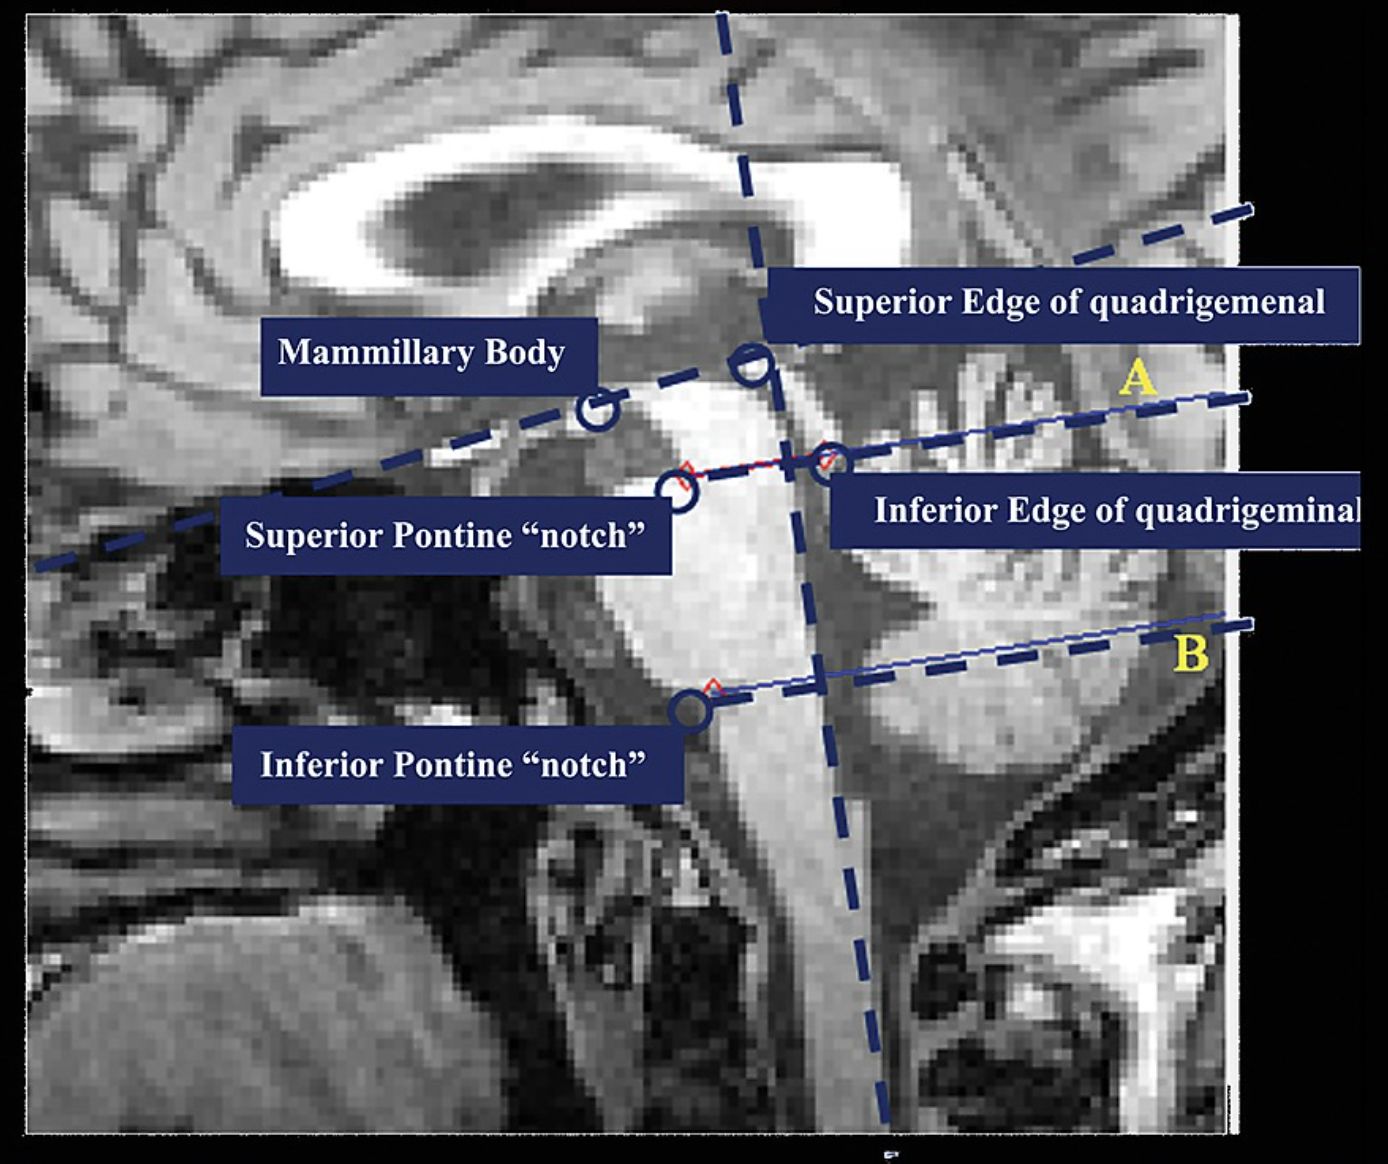 Superior Edge of quadrigemenal
Mammillary Body
A
Superior Pontine “notch”
Inferior Edge of quadrigeminal
B
Inferior Pontine “notch”